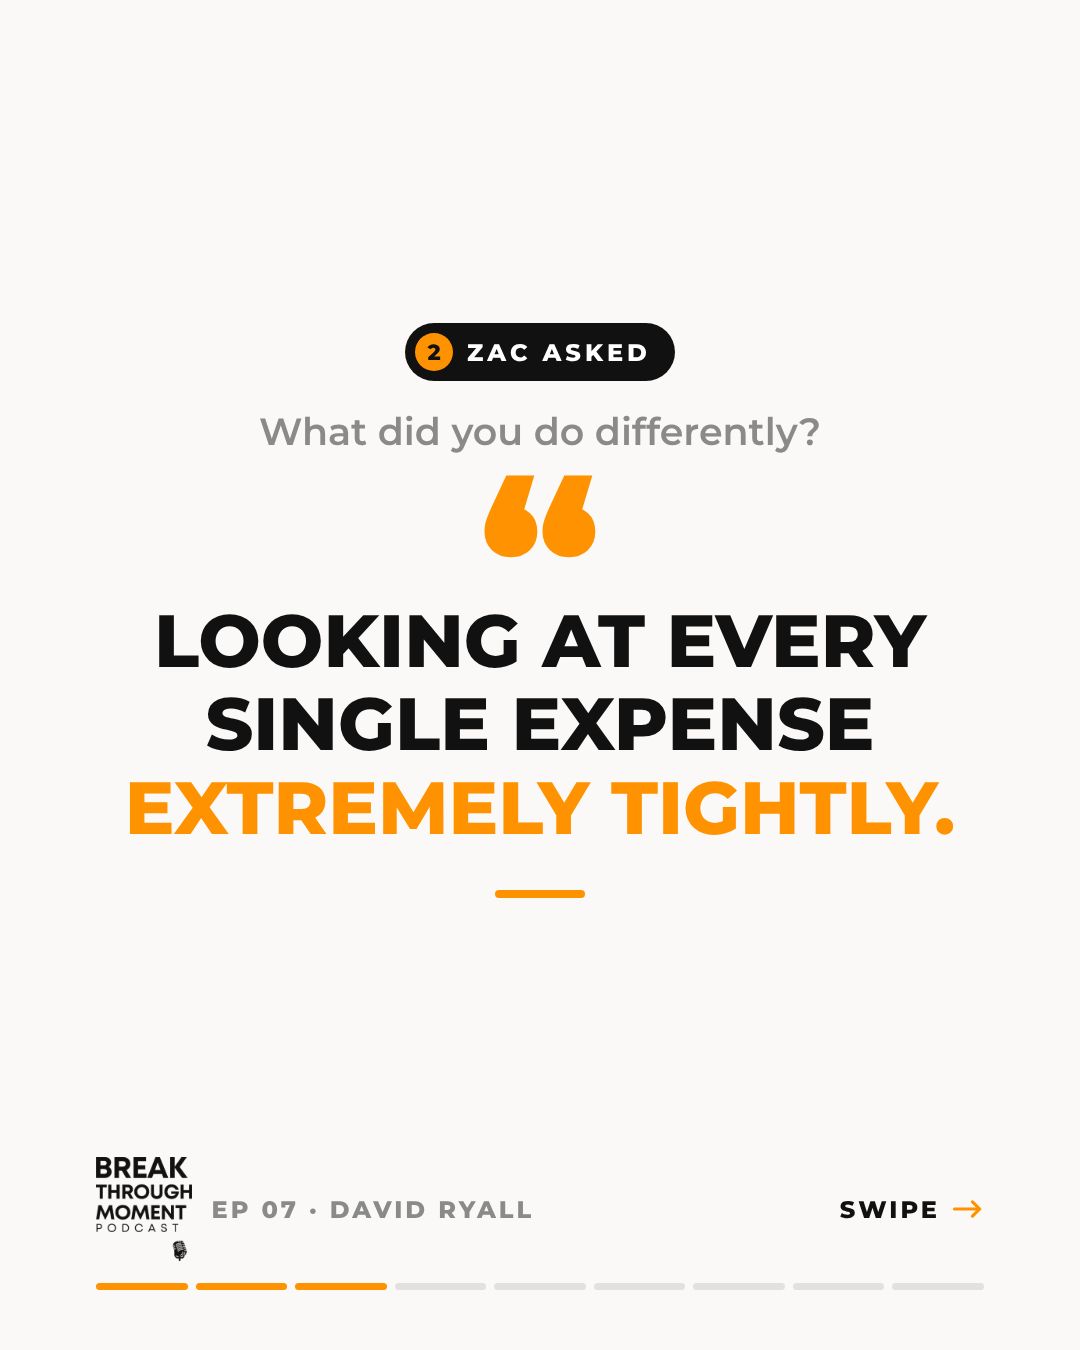 2 ZAC ASKED
What did you do differently?
“
LOOKING AT EVERY
SINGLE EXPENSE
EXTREMELY TIGHTLY.
BREAK
THROUGH
MOMENT
PODCAST
EP 07 · DAVID RYALL
SWIPE →